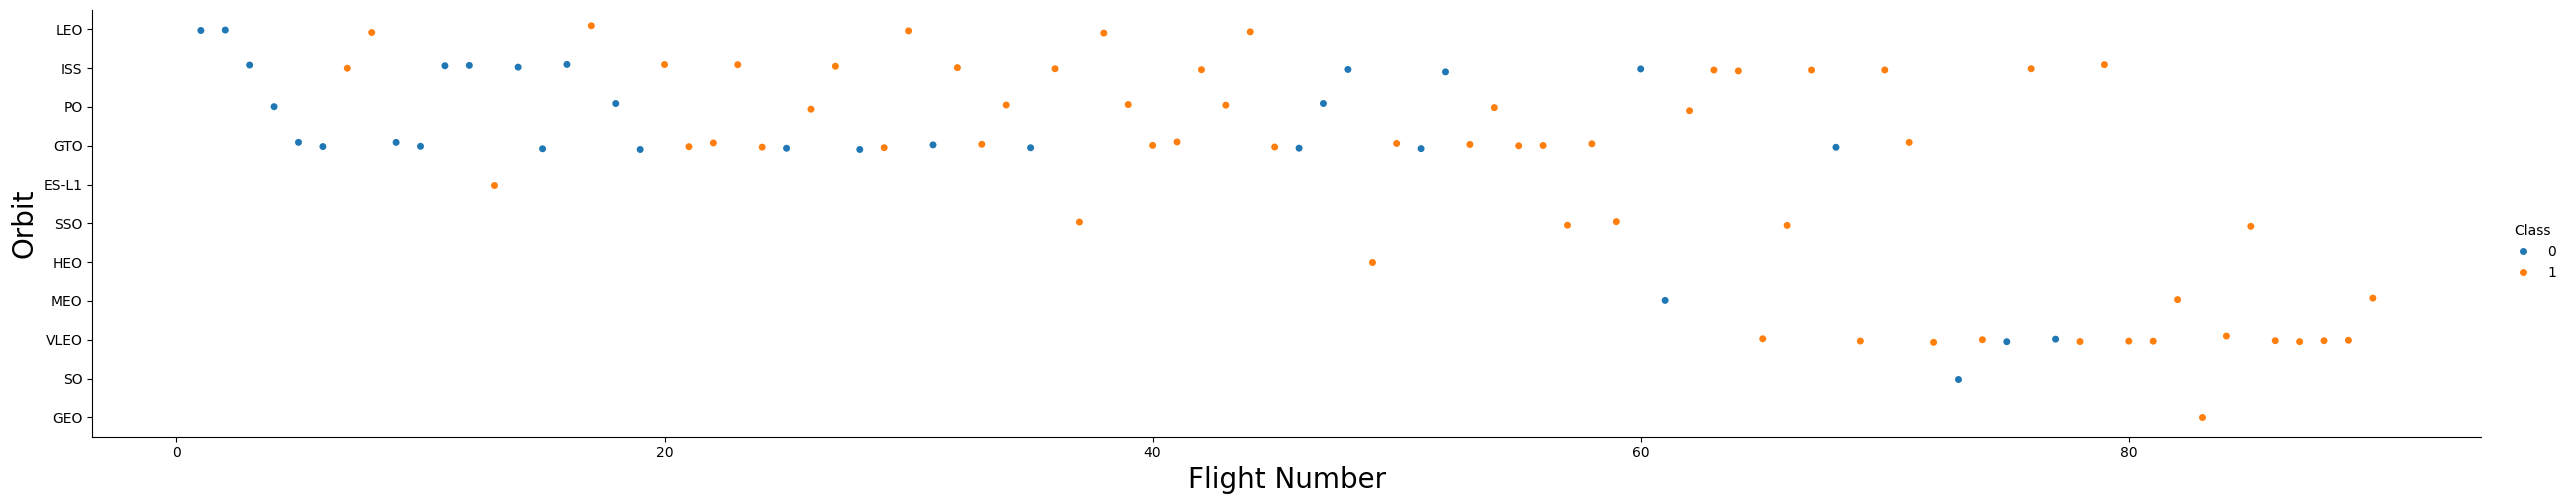 LEO
ISS
PO
GTO
ES-L1
SSO
HEO
MEO
VLEO
SO
GEO
Orbit
0 20 40 60 80
Flight Number
Class
0
1